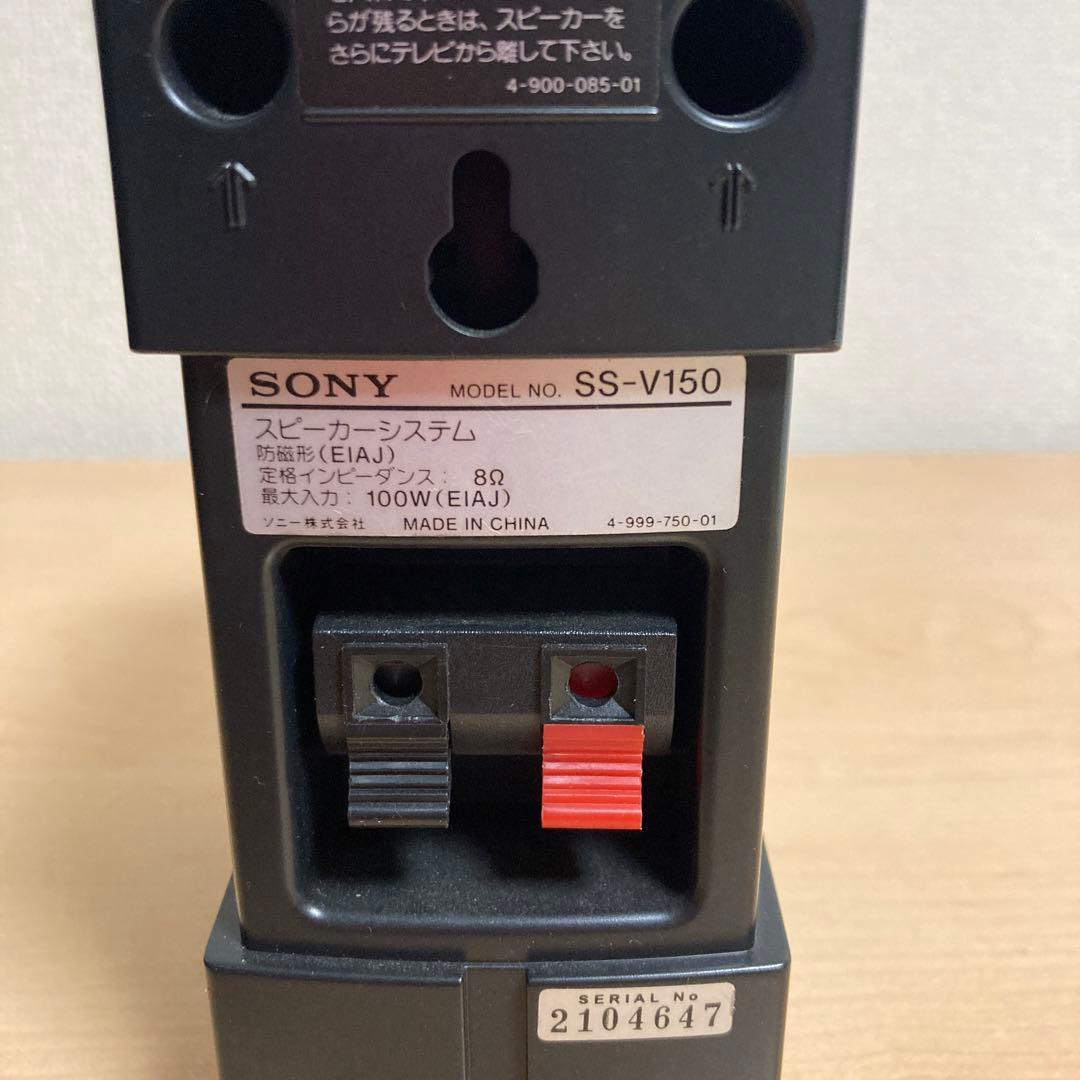 らが残るときは、スピーカーを
さらにテレビから離して下さい。
4-900-085-01
SONY MODEL NO. SS-V150
スピーカーシステム
防磁形(EIAJ)
定格インピーダンス: 8Ω
最大入力: 100W(EIAJ)
ソニー株式会社 MADE IN CHINA 4-999-750-01
SERIAL No
2104647